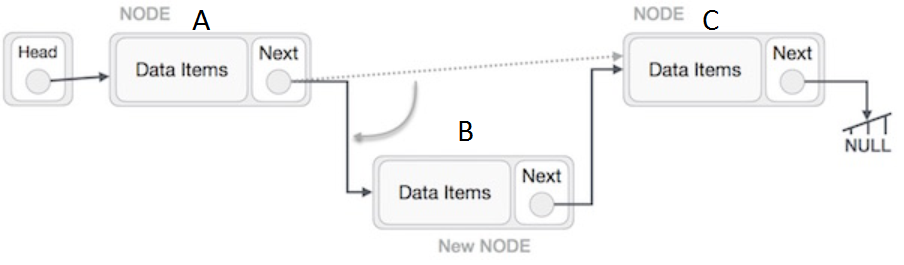 NODE
A
Head
Data Items
Next
NODE
C
Data Items
Next
NULL
B
Data Items
Next
New NODE